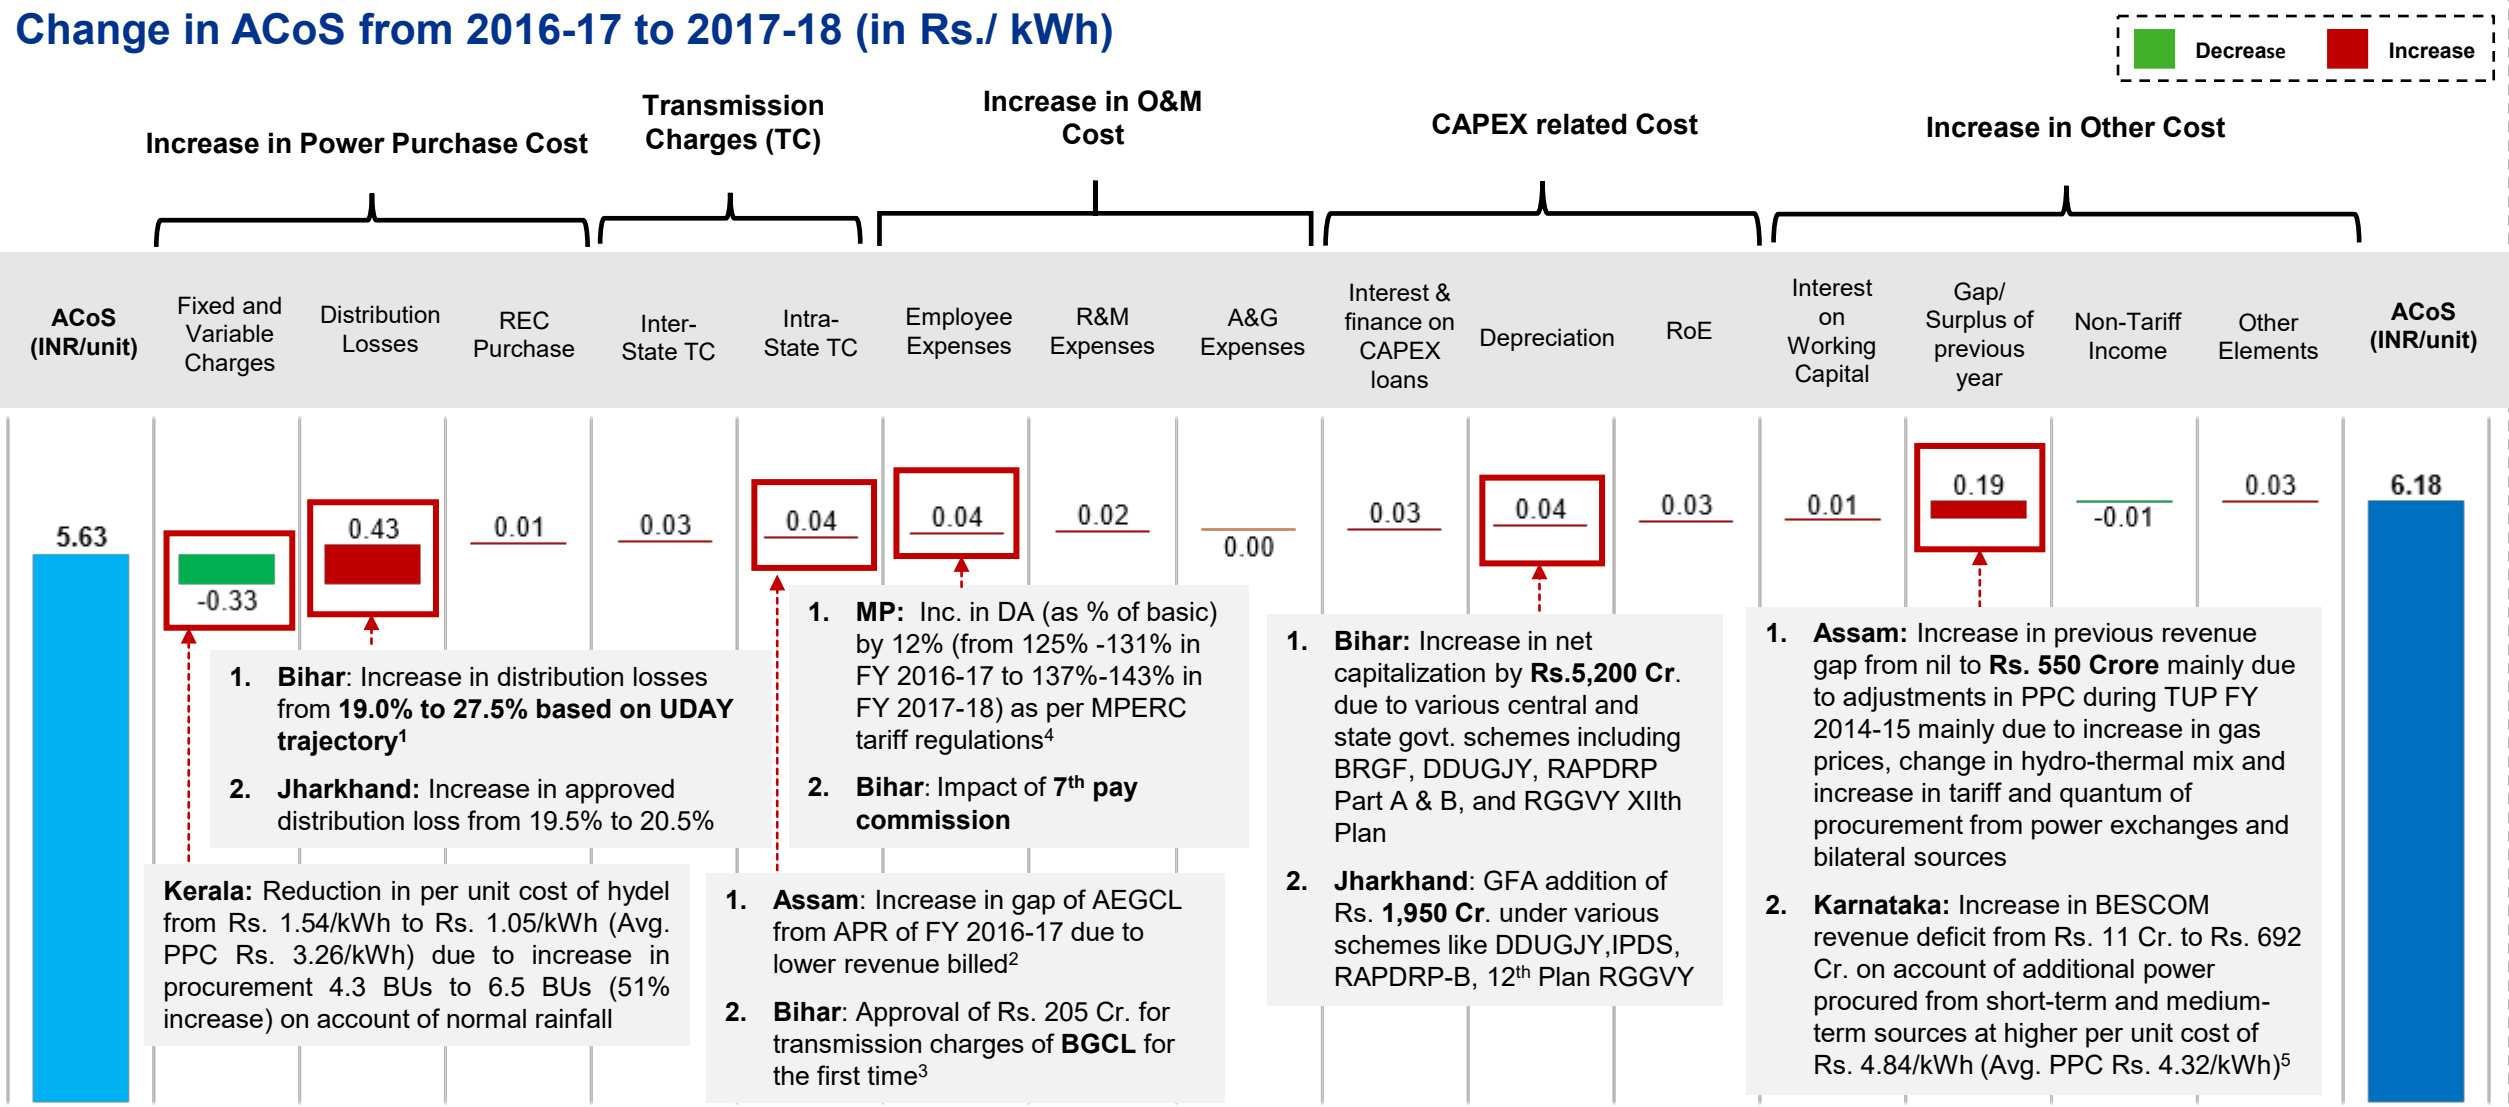 Change in ACoS from 2016-17 to 2017-18 (in Rs./ kWh)
Decrease
Increase
Increase in Power Purchase Cost
Transmission
Charges (TC)
Increase in O&M
Cost
CAPEX related Cost
Increase in Other Cost
ACoS
(INR/unit)
Fixed and
Variable
Charges
Distribution
Losses
REC
Purchase
Inter-
State TC
Intra-
State TC
Employee
Expenses
R&M
Expenses
A&G
Expenses
Interest &
finance on
CAPEX
loans
Depreciation
RoE
Interest
on
Working
Capital
Gap/
Surplus of
previous
year
Non-Tariff
Income
Other
Elements
ACoS
(INR/unit)
5.63
-0.33
0.43
0.01
0.03
0.04
0.04
0.02
0.00
0.03
0.04
0.03
0.01
0.19
-0.01
0.03
6.18
1. Bihar: Increase in distribution losses
from 19.0% to 27.5% based on UDAY
trajectory1
2. Jharkhand: Increase in approved
distribution loss from 19.5% to 20.5%
Kerala: Reduction in per unit cost of hydel
from Rs. 1.54/kWh to Rs. 1.05/kWh (Avg.
PPC Rs. 3.26/kWh) due to increase in
procurement 4.3 BUs to 6.5 BUs (51%
increase) on account of normal rainfall
1. MP: Inc. in DA (as % of basic)
by 12% (from 125% -131% in
FY 2016-17 to 137%-143% in
FY 2017-18) as per MPERC
tariff regulations4
2. Bihar: Impact of 7th pay
commission
1. Assam: Increase in gap of AEGCL
from APR of FY 2016-17 due to
lower revenue billed2
2. Bihar: Approval of Rs. 205 Cr. for
transmission charges of BGCL for
the first time3
1. Bihar: Increase in net
capitalization by Rs.5,200 Cr.
due to various central and
state govt. schemes including
BRGF, DDUGJY, RAPDRP
Part A & B, and RGGVY XIIth
Plan
2. Jharkhand: GFA addition of
Rs. 1,950 Cr. under various
schemes like DDUGJY,IPDS,
RAPDRP-B, 12th Plan RGGVY
1. Assam: Increase in previous revenue
gap from nil to Rs. 550 Crore mainly due
to adjustments in PPC during TUP FY
2014-15 mainly due to increase in gas
prices, change in hydro-thermal mix and
increase in tariff and quantum of
procurement from power exchanges and
bilateral sources
2. Karnataka: Increase in BESCOM
revenue deficit from Rs. 11 Cr. to Rs. 692
Cr. on account of additional power
procured from short-term and medium-
term sources at higher per unit cost of
Rs. 4.84/kWh (Avg. PPC Rs. 4.32/kWh)5